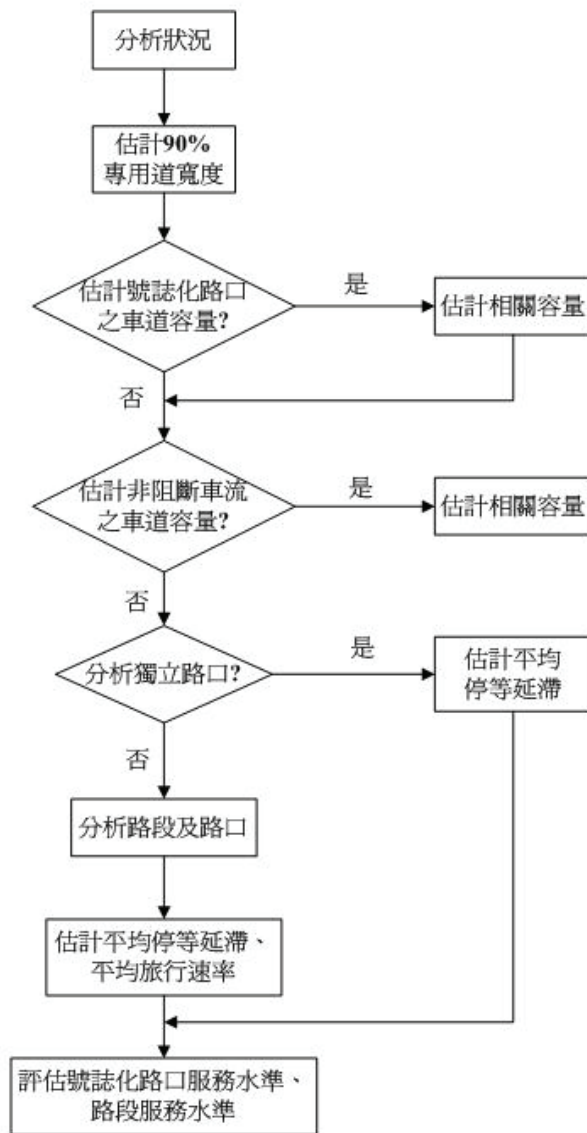 分析狀況
估計90%
專用道寬度
估計號誌化路口
之車道容量?
是
估計相關容量
否
估計非阻斷車流
之車道容量?
是
估計相關容量
否
分析獨立路口?
是
估計平均
停等延滯
否
分析路段及路口
估計平均停等延滯、
平均旅行速率
評估號誌化路口服務水準、
路段服務水準